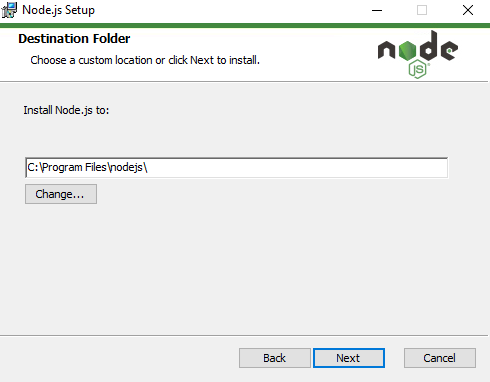 Node.js Setup
Destination Folder
Choose a custom location or click Next to install.
node
JS
Install Node.js to:
C:\Program Files\nodejs\
Change...
Back Next Cancel